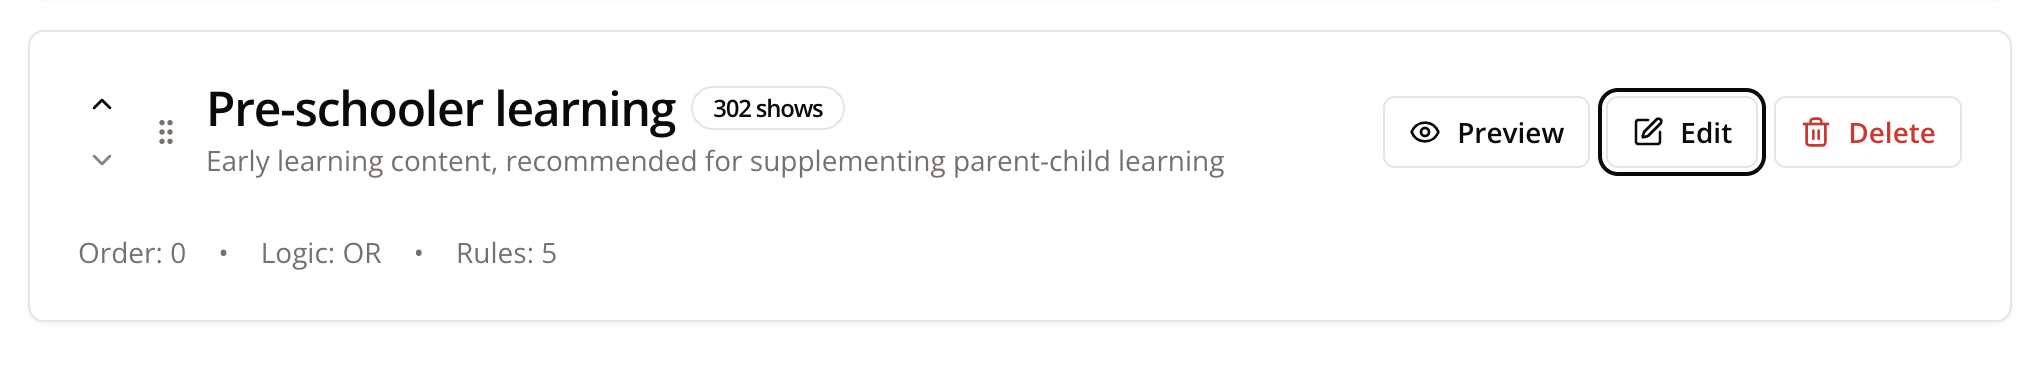 Pre-schooler learning 302 shows
Early learning content, recommended for supplementing parent-child learning
Preview Edit Delete
Order: 0 • Logic: OR • Rules: 5